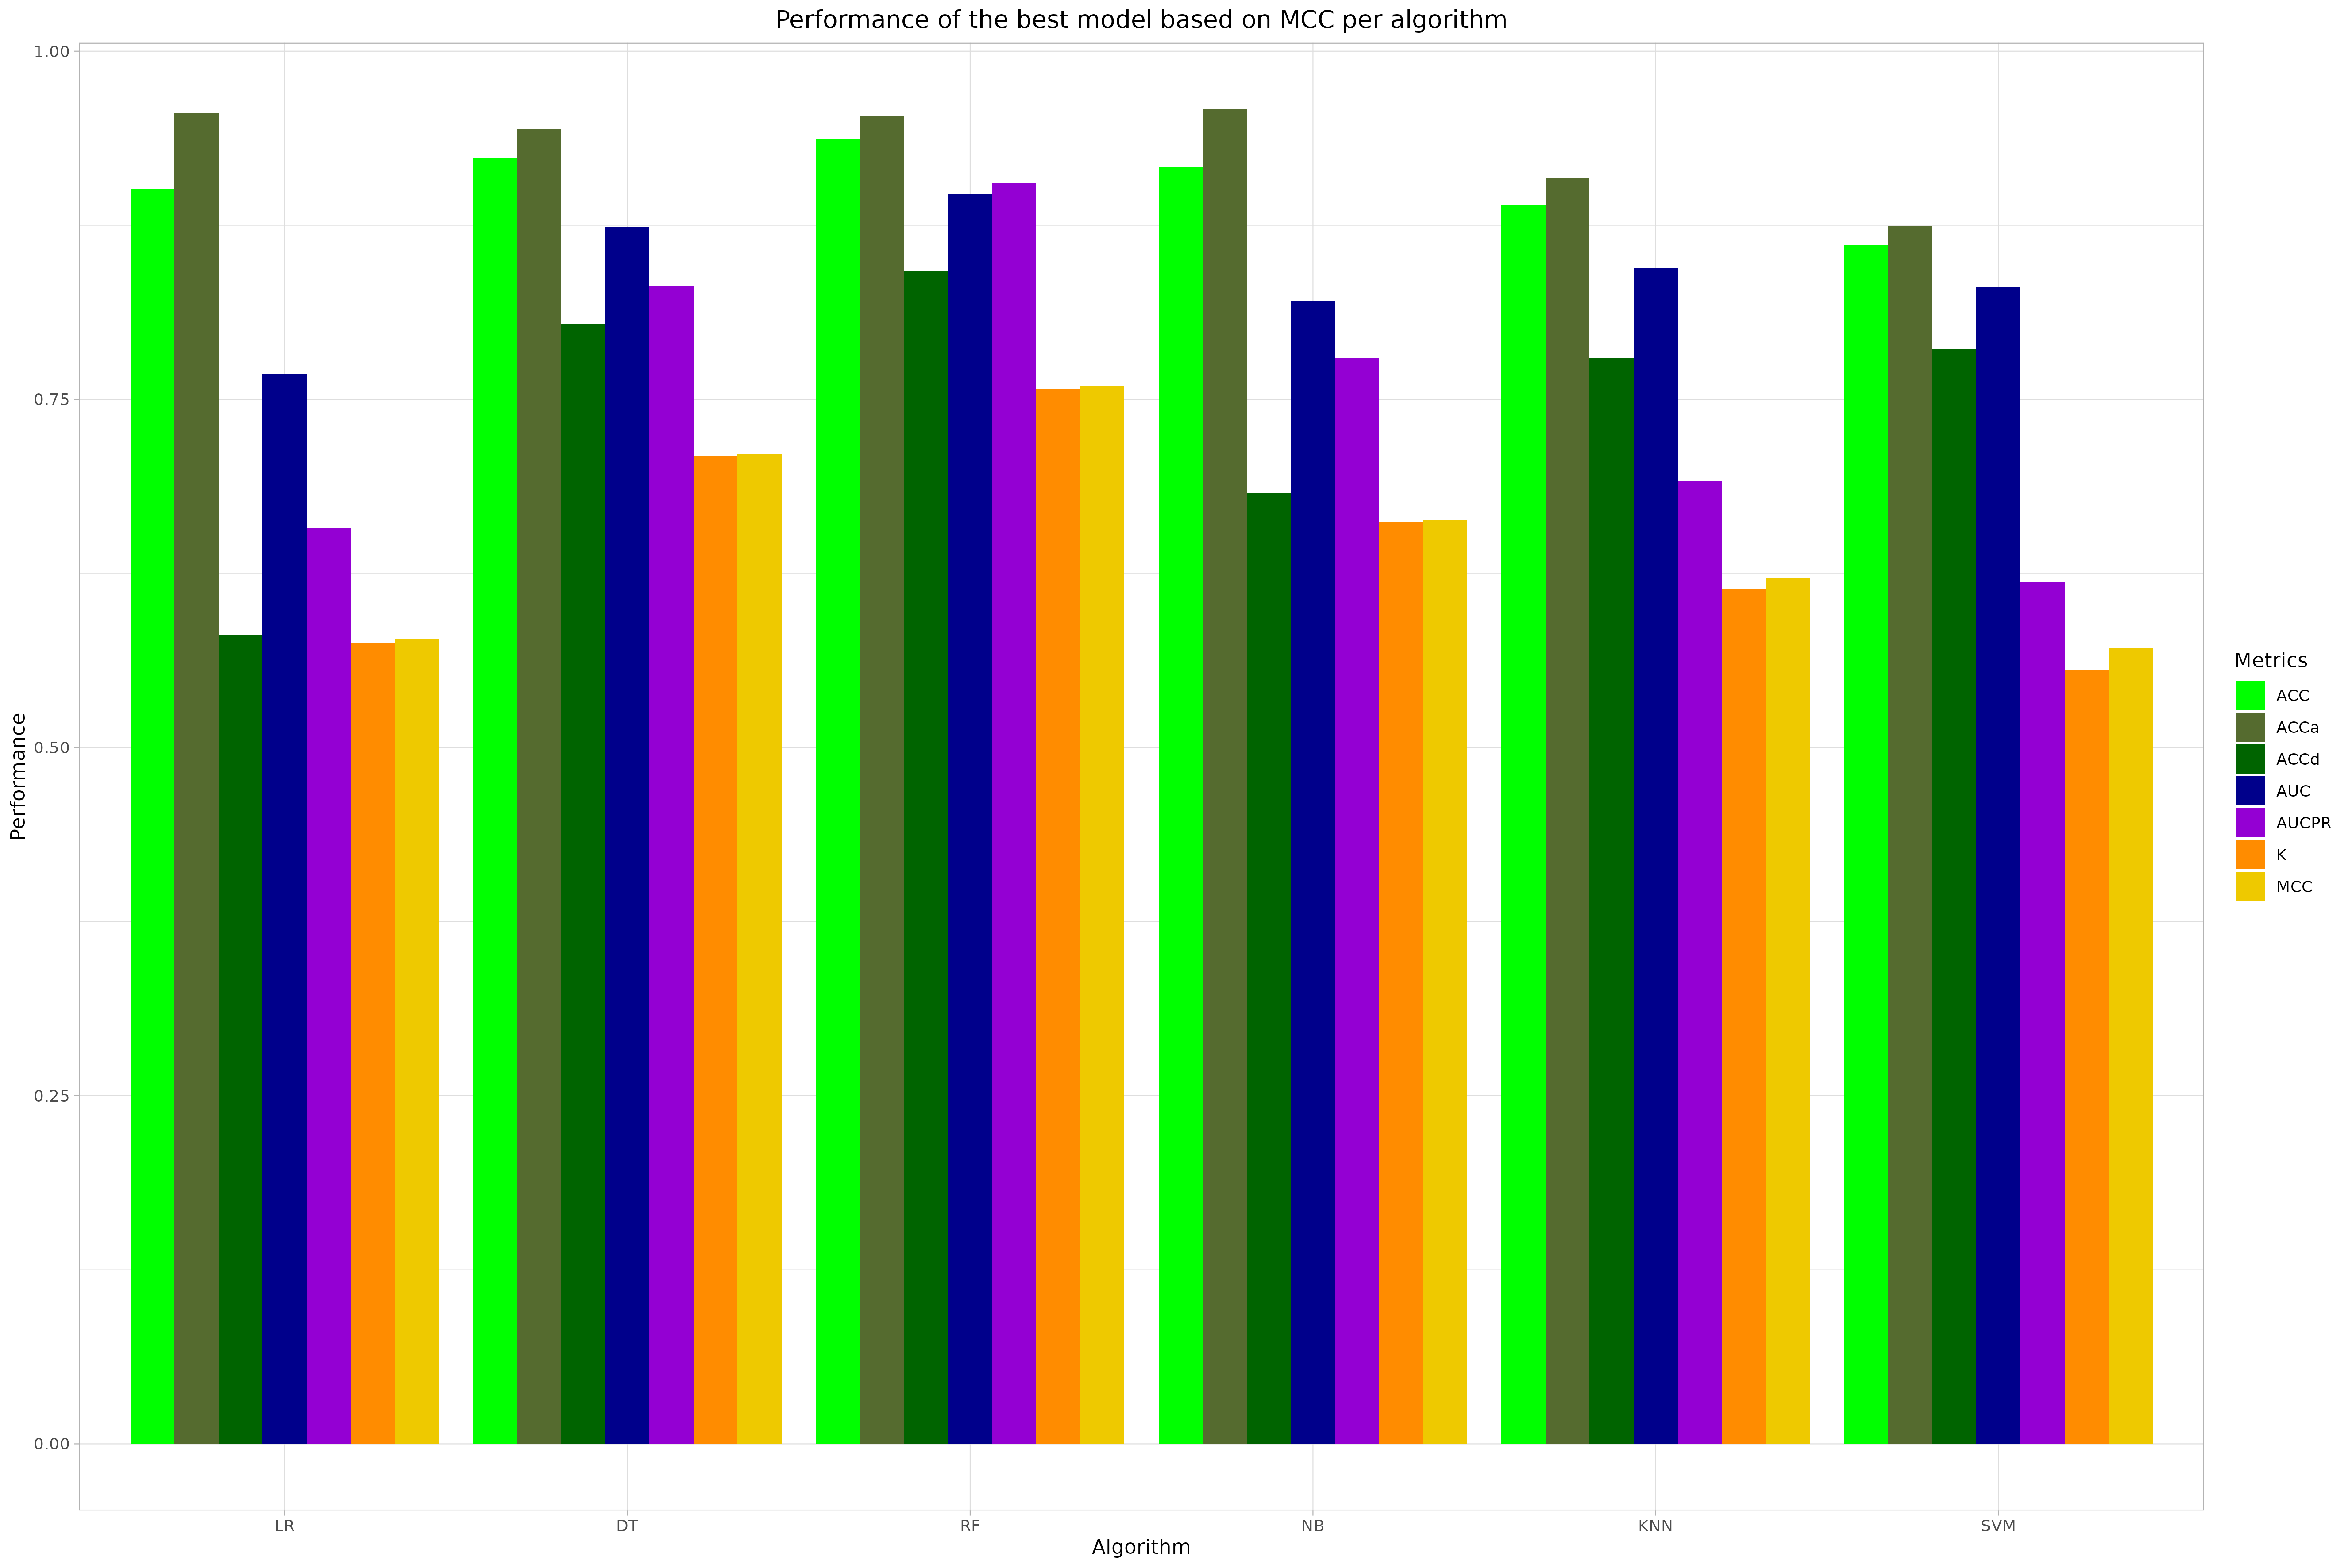 Performance of the best model based on MCC per algorithm
1.00
0.75
0.50
0.25
0.00
Performance
LR DT RF NB KNN SVM
Algorithm
Metrics
ACC
ACCa
ACCd
AUC
AUCPR
K
MCC